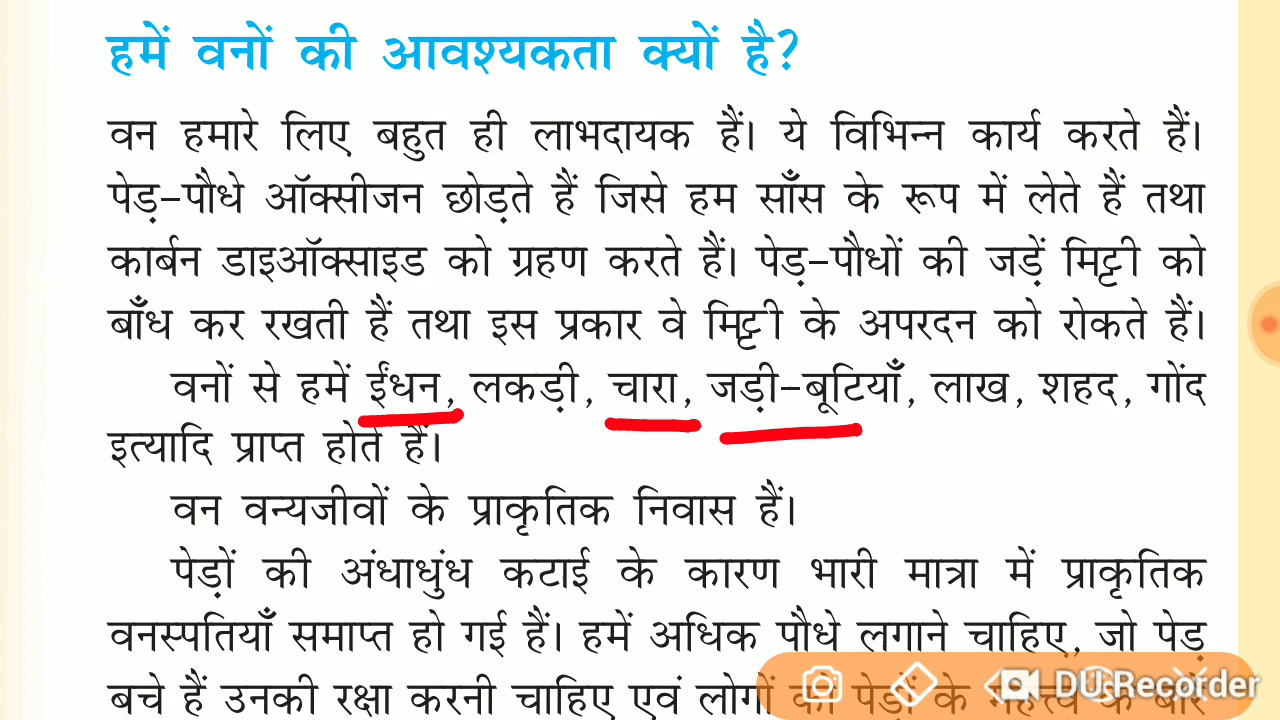 हमें वनों की आवश्यकता क्यों है?
वन हमारे लिए बहुत ही लाभदायक हैं। ये विभिन्न कार्य करते हैं।
पेड़-पौधे ऑक्सीजन छोड़ते हैं जिसे हम साँस के रूप में लेते हैं तथा
कार्बन डाइऑक्साइड को ग्रहण करते हैं। पेड़-पौधों की जड़ें मिट्टी को
बाँध कर रखती हैं तथा इस प्रकार वे मिट्टी के अपरदन को रोकते हैं।
वनों से हमें ईंधन, लकड़ी, चारा, जड़ी-बूटियाँ, लाख, शहद, गोंद
इत्यादि प्राप्त होते हैं।
वन वन्यजीवों के प्राकृतिक निवास हैं।
पेड़ों की अंधाधुंध कटाई के कारण भारी मात्रा में प्राकृतिक
वनस्पतियाँ समाप्त हो गई हैं। हमें अधिक पौधे लगाने चाहिए, जो पेड़
बचे हैं उनकी रक्षा करनी चाहिए एवं लोगों को पेड़ों के महत्त्व के बारे
DU Recorder